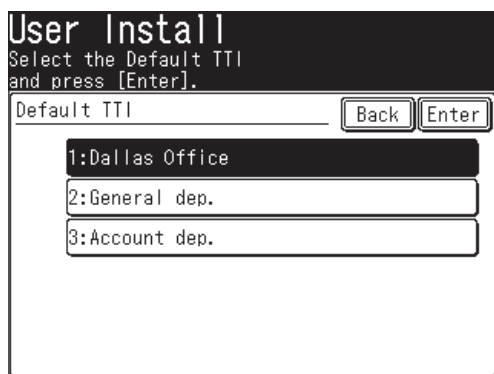 User Install
Select the Default TTI
and press [Enter].
Default TTI
Back
Enter
1:Dallas Office
2:General dep.
3:Account dep.